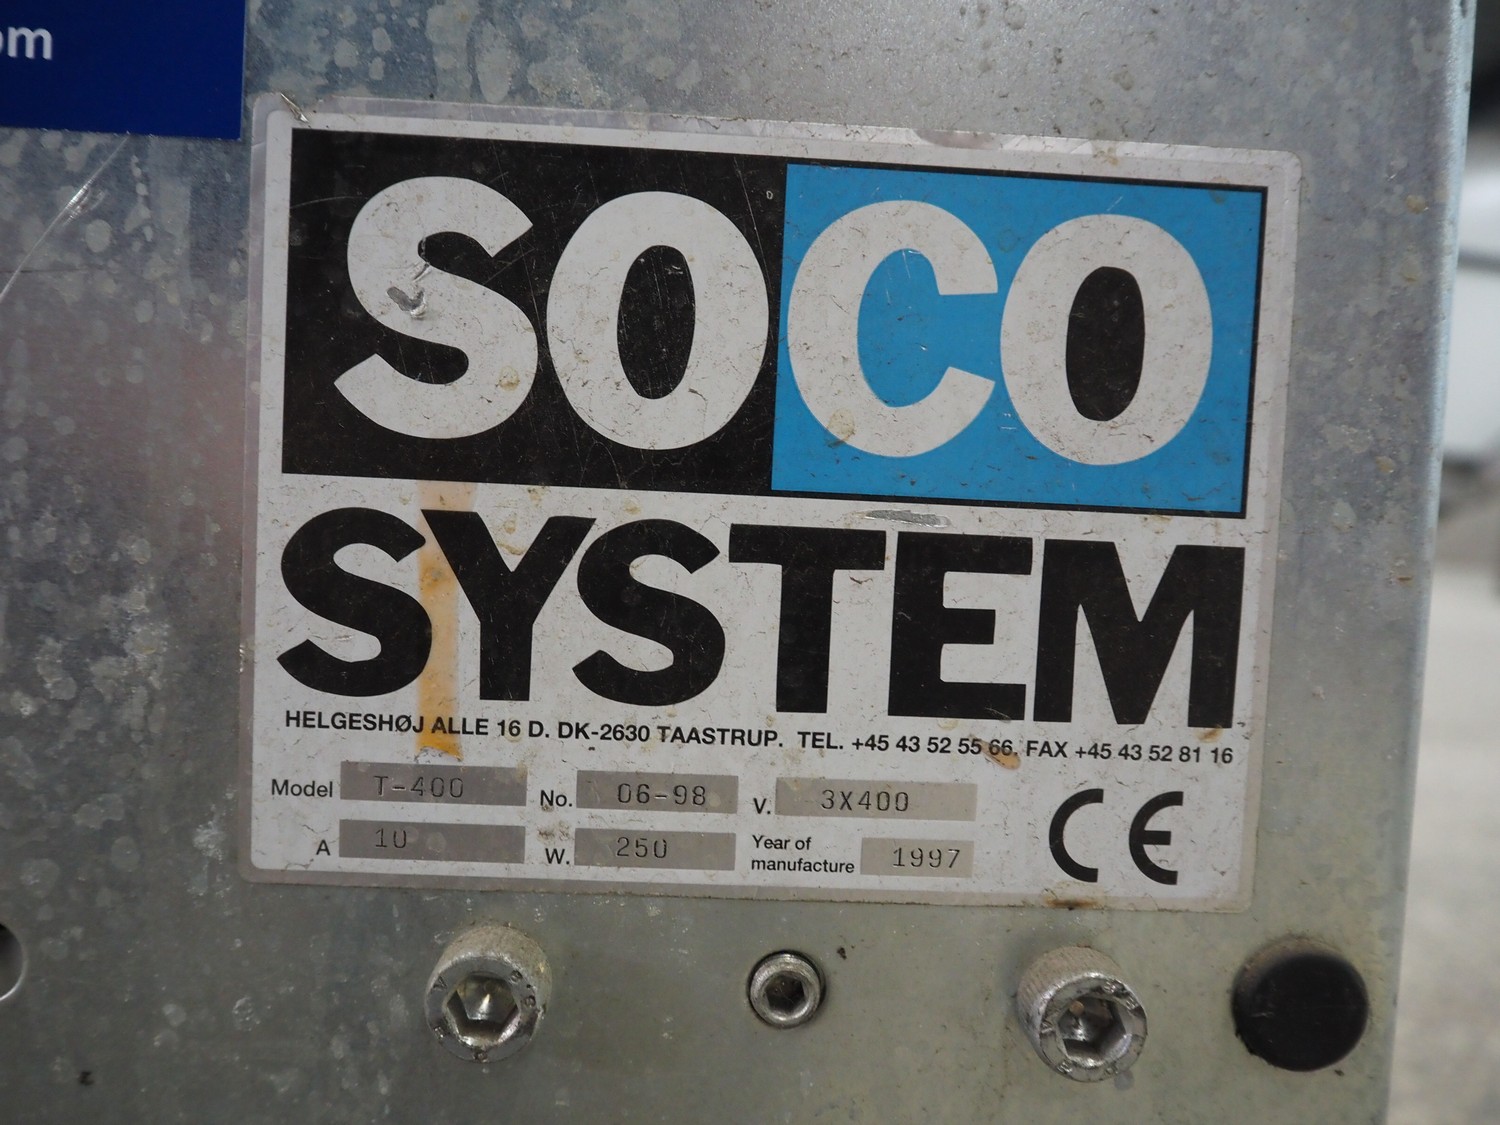 om
SOCO
SYSTEM
HELGESHØJ ALLE 16 D. DK-2630 TAASTRUP. TEL. +45 43 52 55 66. FAX +45 43 52 81 16
Model T-400 No. 06-98 V. 3X400
A 10 W. 250 Year of manufacture 1997
CE